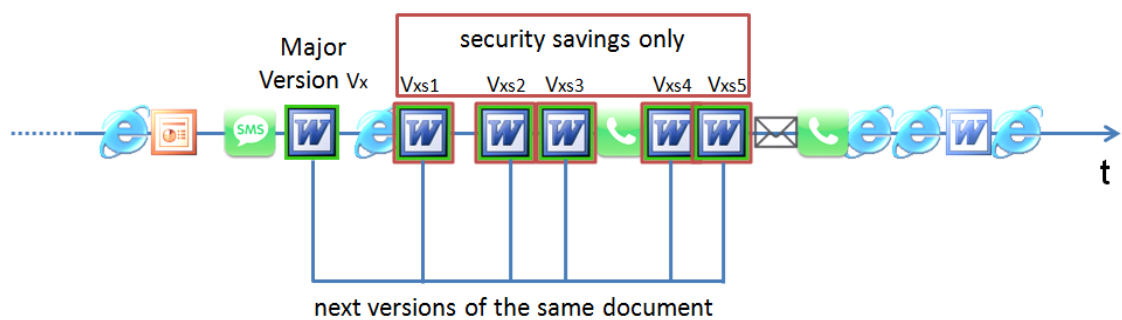 security savings only
Major
Version Vx
Vxs1
Vxs2
Vxs3
Vxs4
Vxs5
SMS
W
W
W
W
W
W
W
t
next versions of the same document